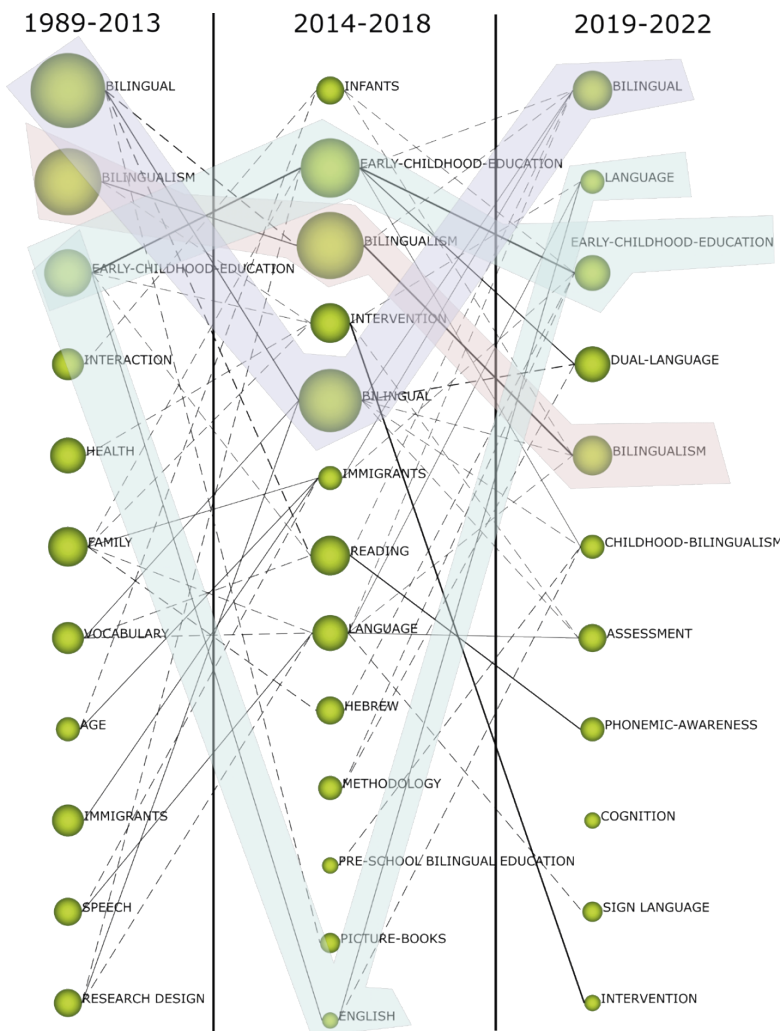 1989-2013
2014-2018
2019-2022
BILINGUAL
BILINGUALISM
EARLY-CHILDHOOD-EDUCATION
INTERACTION
HEALTH
FAMILY
VOCABULARY
AGE
IMMIGRANTS
SPEECH
RESEARCH DESIGN
INFANTS
EARLY-CHILDHOOD-EDUCATION
BILINGUALISM
INTERVENTION
BILINGUAL
IMMIGRANTS
READING
LANGUAGE
HEBREW
METHODOLOGY
PRE-SCHOOL BILINGUAL EDUCATION
PICTURE-BOOKS
ENGLISH
BILINGUAL
LANGUAGE
EARLY-CHILDHOOD-EDUCATION
DUAL-LANGUAGE
BILINGUALISM
CHILDHOOD-BILINGUALISM
ASSESSMENT
PHONEMIC-AWARENESS
COGNITION
SIGN LANGUAGE
INTERVENTION